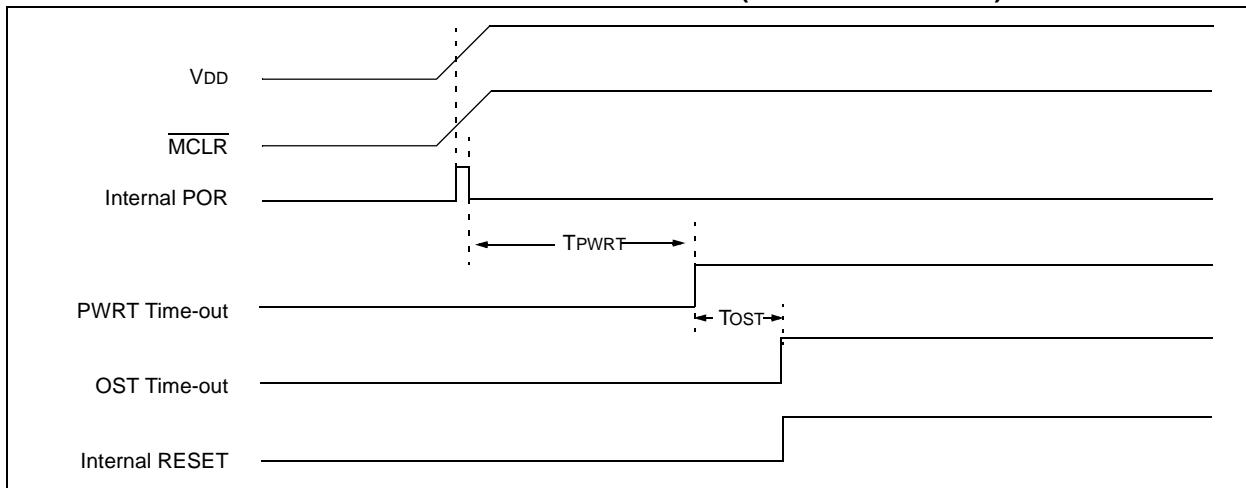 VDD
MCLR
Internal POR
TPWRT
PWRT Time-out
TOST
OST Time-out
Internal RESET